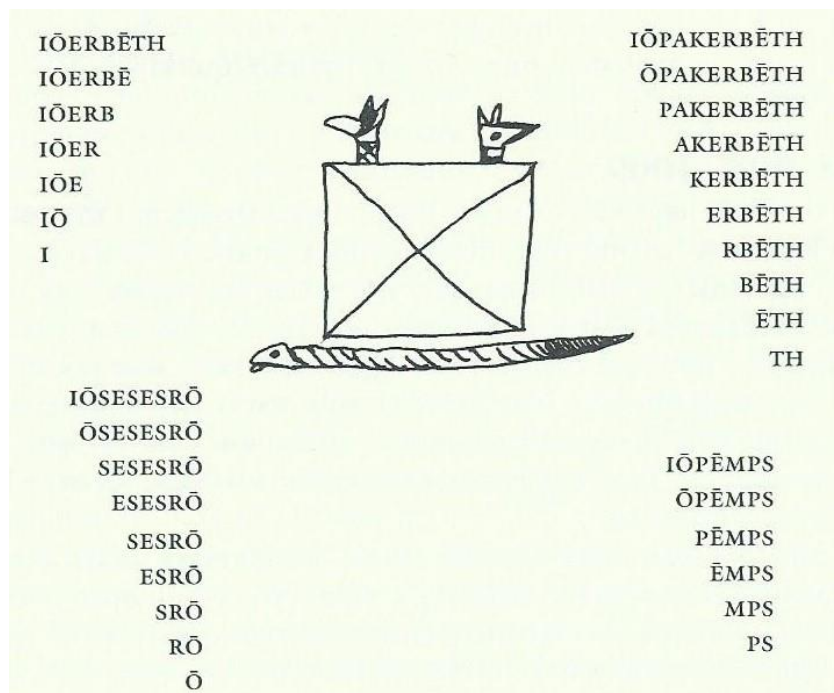 IŌERBĒTH
IŌERBĒ
IŌERB
IŌER
IŌE
IŌ
I
IŌPAKERBĒTH
ŌPAKERBĒTH
PAKERBĒTH
AKERBĒTH
KERBĒTH
ERBĒTH
RBĒTH
BĒTH
ĒTH
TH
IŌSESESRŌ
ŌSESESRŌ
SESESRŌ
ESESRŌ
SESRŌ
ESRŌ
SRŌ
RŌ
Ō
IŌPĒMPS
ŌPĒMPS
PĒMPS
ĒMPS
MPS
PS